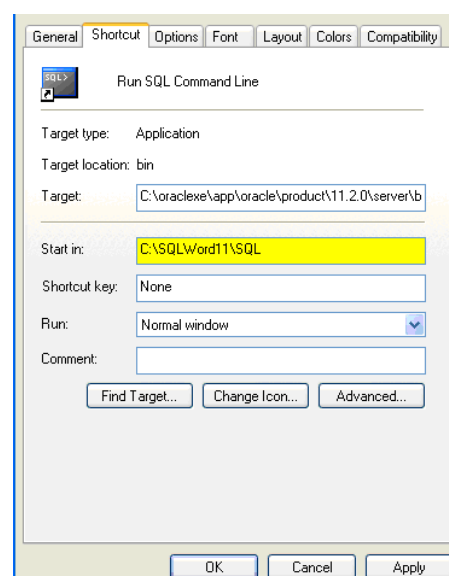 General Shortcut Options Font Layout Colors Compatibility
SQL>
Run SQL Command Line
Target type: Application
Target location: bin
Target: C:\oraclexe\app\oracle\product\11.2.0\server\b
Start in: C:\SQLWord11\SQL
Shortcut key: None
Run: Normal window
Comment:
Find Target... Change Icon... Advanced...
OK Cancel Apply